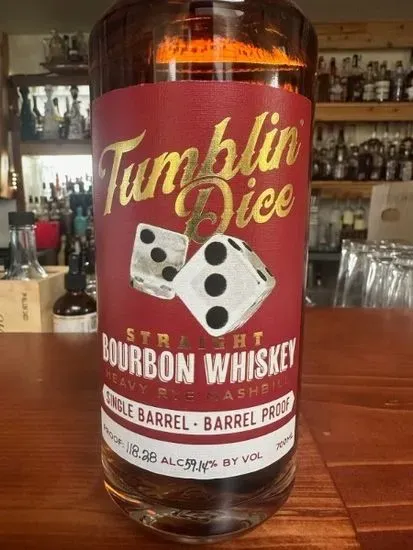 Tumblin'
Dice
STRAIGHT
BOURBON WHISKEY
HEAVY RYE MASHBILL
SINGLE BARREL • BARREL PROOF
PROOF: 118.28 ALC 59.14% BY VOL 700ML